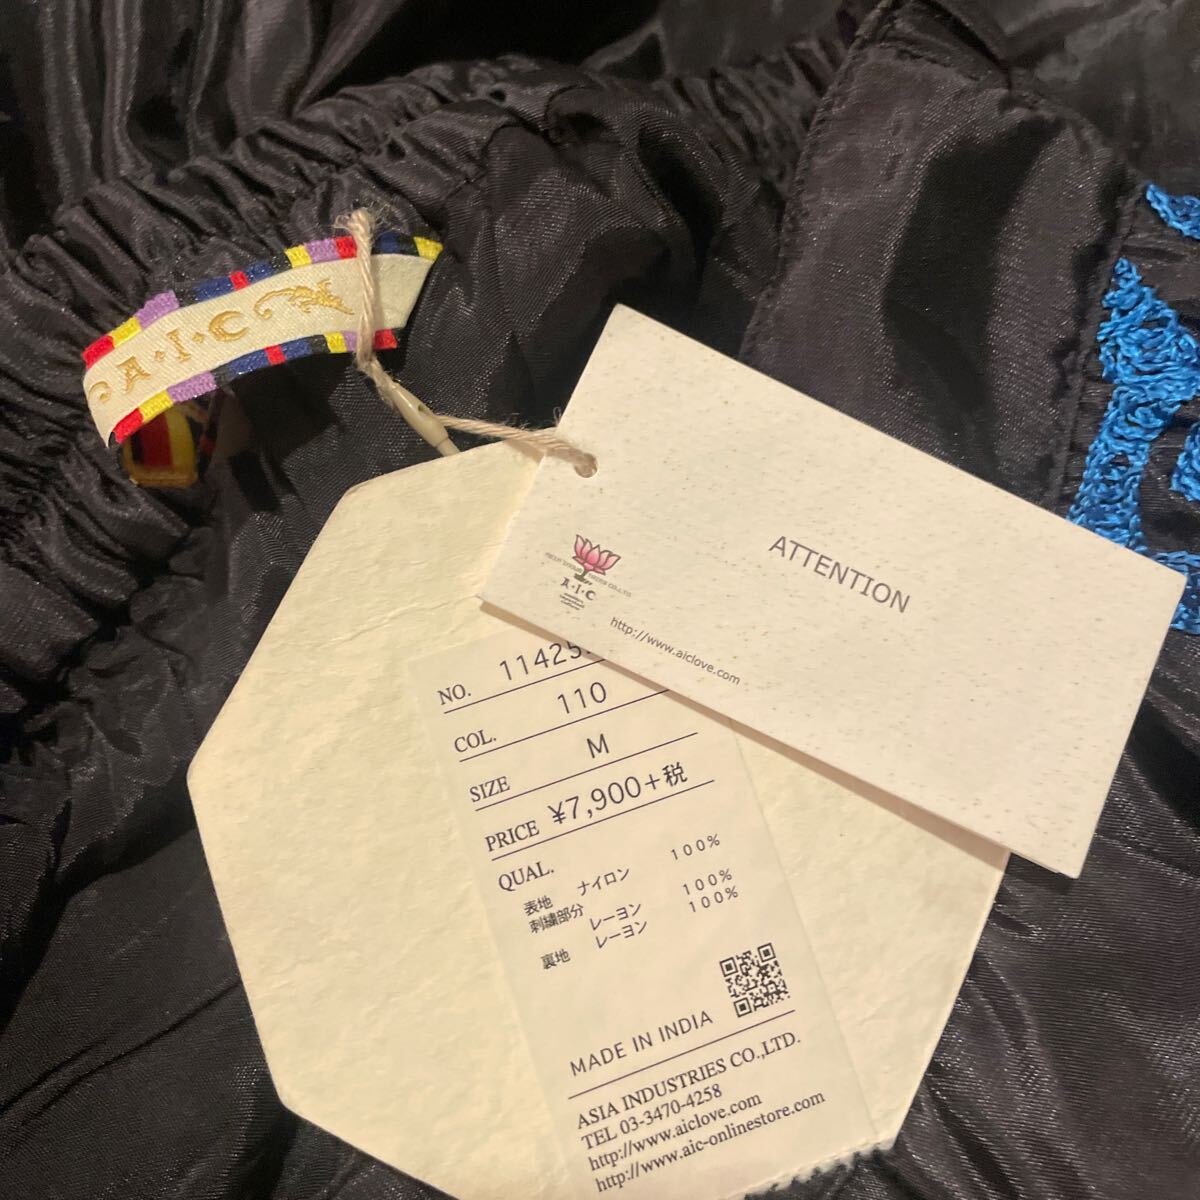 A・I・C
ATTENTION
A・I・C
http://www.aiclove.com
NO. 11425
COL. 110
SIZE M
PRICE ¥7,900+税
QUAL.
表地 ナイロン 100%
刺繍部分 レーヨン 100%
裏地 レーヨン 100%
MADE IN INDIA
ASIA INDUSTRIES CO.,LTD.
TEL 03-3470-4258
http://www.aiclove.com
http://www.aic-onlinestore.com